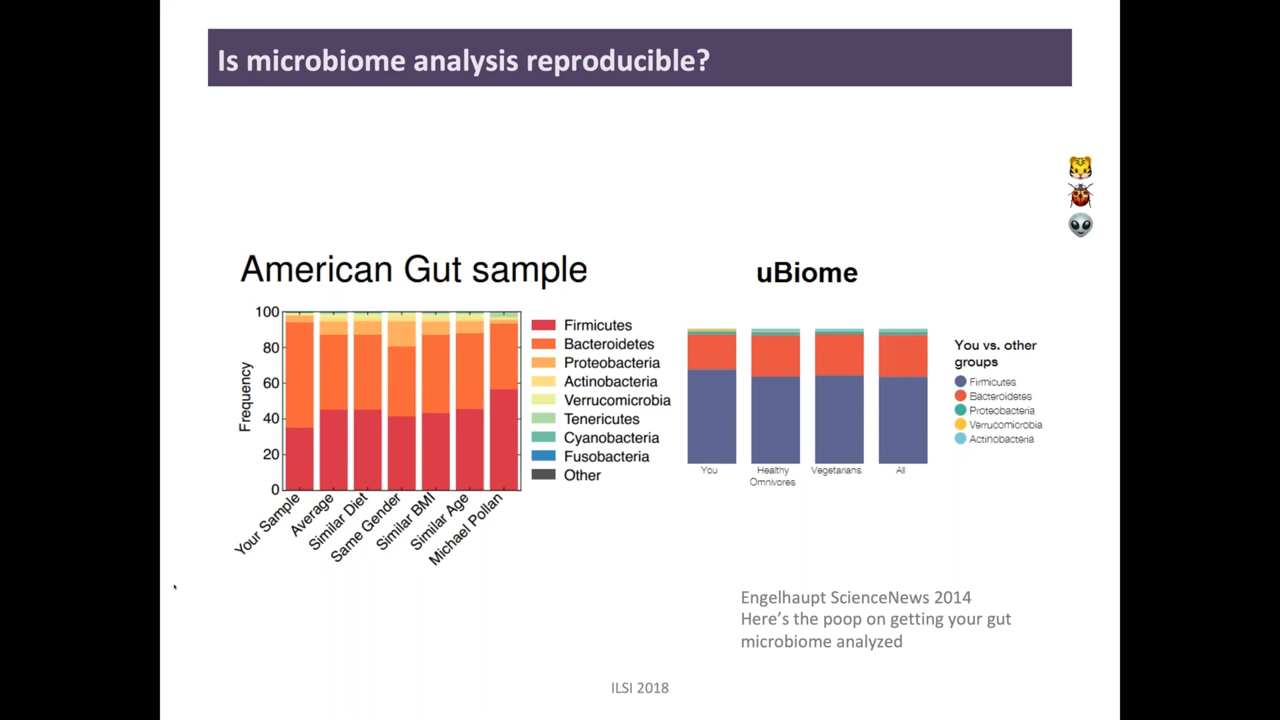 Is microbiome analysis reproducible?
American Gut sample
100
80
60
40
20
0
Frequency
Your Sample
Average
Similar Diet
Same Gender
Similar BMI
Similar Age
Michael Pollan
Firmicutes
Bacteroidetes
Proteobacteria
Actinobacteria
Verrucomicrobia
Tenericutes
Cyanobacteria
Fusobacteria
Other
uBiome
You
Healthy
Omnivores
Vegetarians
All
You vs. other
groups
Firmicutes
Bacteroidetes
Proteobacteria
Verrucomicrobia
Actinobacteria
Engelhaupt ScienceNews 2014
Here’s the poop on getting your gut
microbiome analyzed
ILSI 2018